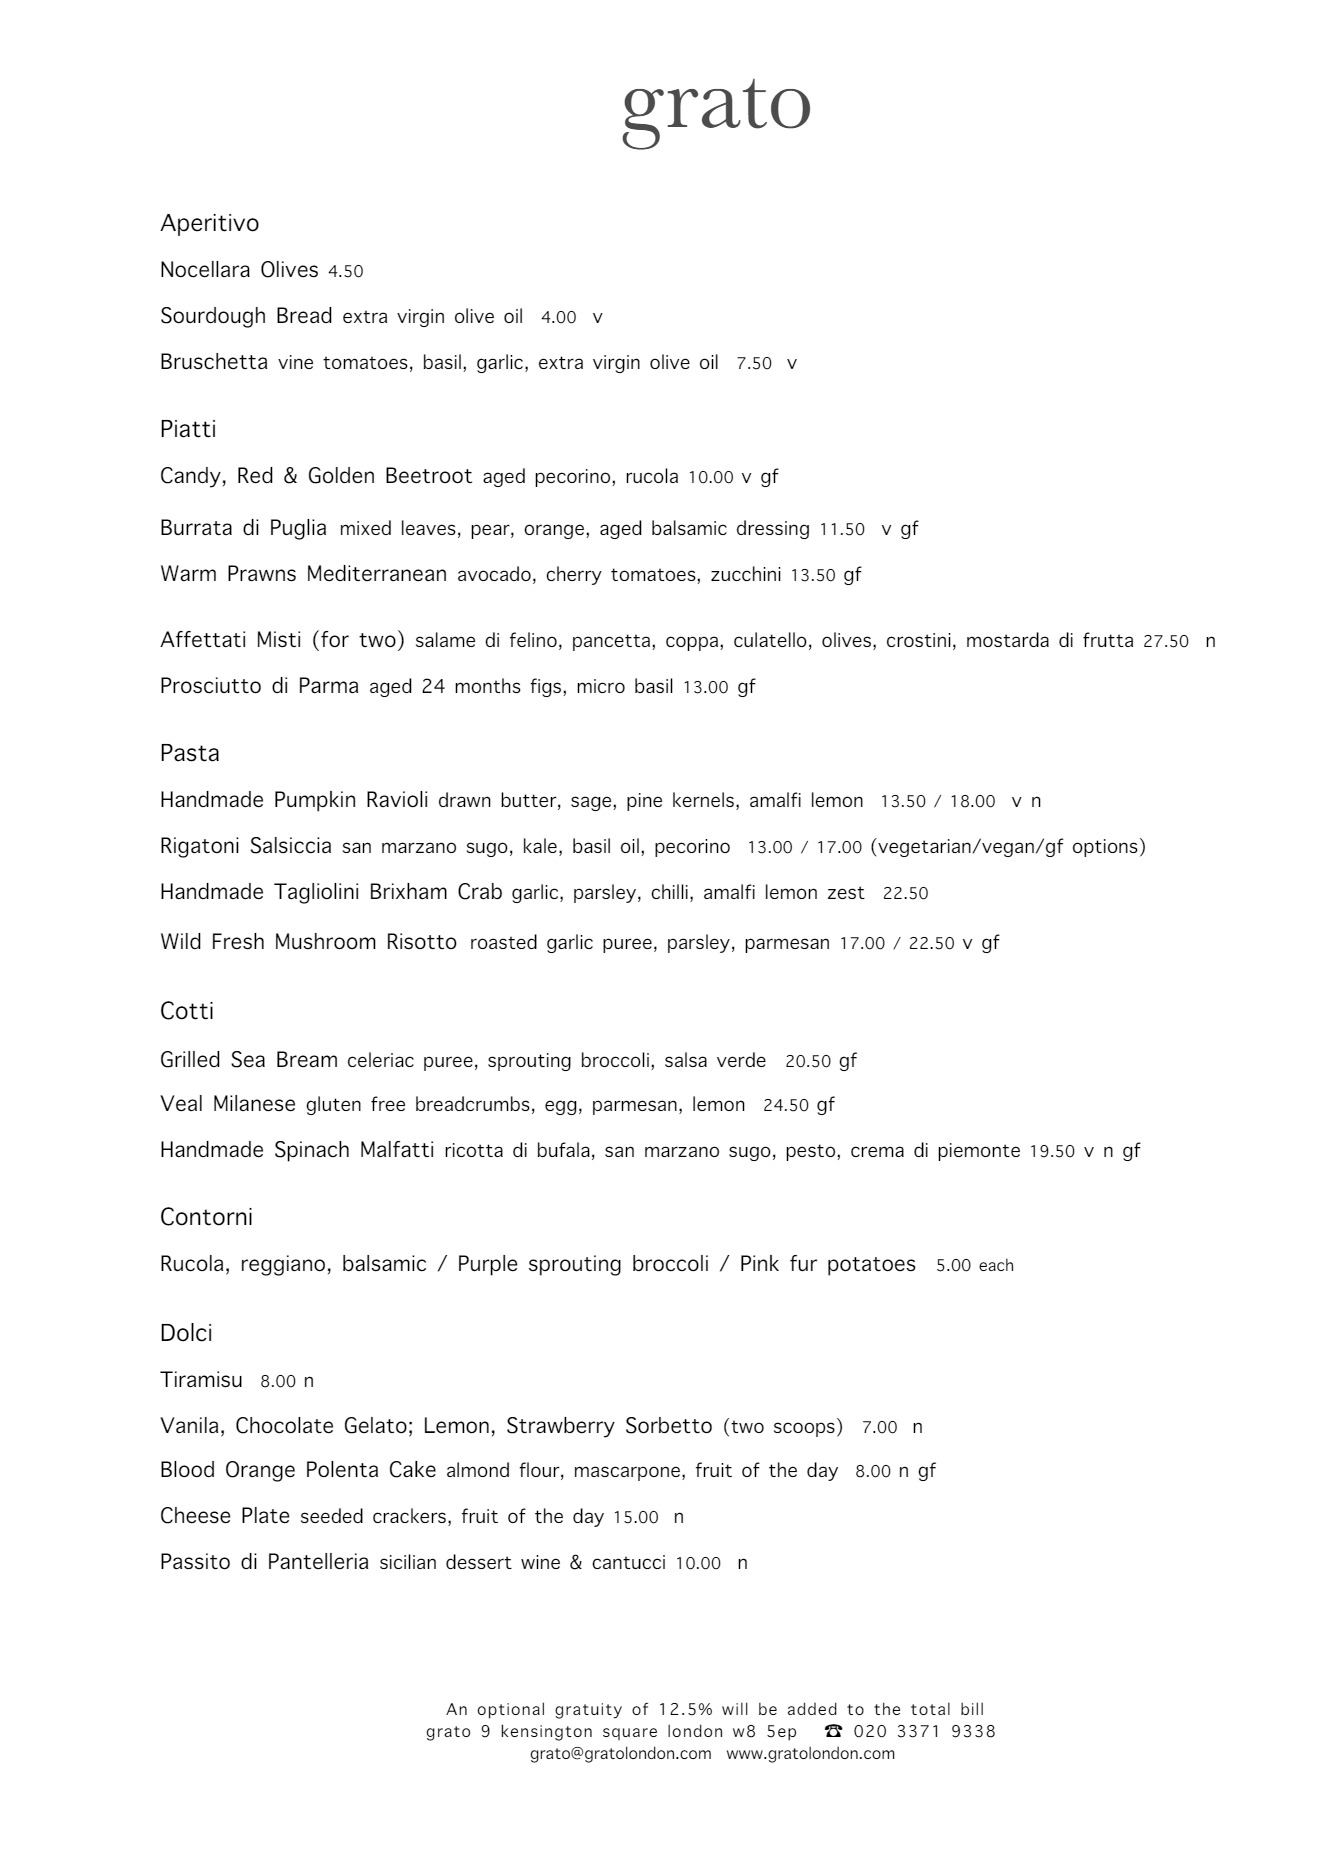 grato
Aperitivo
Nocellara Olives 4.50
Sourdough Bread extra virgin olive oil 4.00 v
Bruschetta vine tomatoes, basil, garlic, extra virgin olive oil 7.50 v
Piatti
Candy, Red & Golden Beetroot aged pecorino, rucola 10.00 v gf
Burrata di Puglia mixed leaves, pear, orange, aged balsamic dressing 11.50 v gf
Warm Prawns Mediterranean avocado, cherry tomatoes, zucchini 13.50 gf
Affettati Misti (for two) salame di felino, pancetta, coppa, culatello, olives, crostini, mostarda di frutta 27.50 n
Prosciutto di Parma aged 24 months figs, micro basil 13.00 gf
Pasta
Handmade Pumpkin Ravioli drawn butter, sage, pine kernels, amalfi lemon 13.50 / 18.00 v n
Rigatoni Salsiccia san marzano sugo, kale, basil oil, pecorino 13.00 / 17.00 (vegetarian/vegan/gf options)
Handmade Tagliolini Brixham Crab garlic, parsley, chilli, amalfi lemon zest 22.50
Wild Fresh Mushroom Risotto roasted garlic puree, parsley, parmesan 17.00 / 22.50 v gf
Cotti
Grilled Sea Bream celeriac puree, sprouting broccoli, salsa verde 20.50 gf
Veal Milanese gluten free breadcrumbs, egg, parmesan, lemon 24.50 gf
Handmade Spinach Malfatti ricotta di bufala, san marzano sugo, pesto, crema di piemonte 19.50 v n gf
Contorni
Rucola, reggiano, balsamic / Purple sprouting broccoli / Pink fur potatoes 5.00 each
Dolci
Tiramisu 8.00 n
Vanila, Chocolate Gelato; Lemon, Strawberry Sorbetto (two scoops) 7.00 n
Blood Orange Polenta Cake almond flour, mascarpone, fruit of the day 8.00 n gf
Cheese Plate seeded crackers, fruit of the day 15.00 n
Passito di Pantelleria sicilian dessert wine & cantucci 10.00 n
An optional gratuity of 12.5% will be added to the total bill
grato 9 kensington square london w8 5ep ☎ 020 3371 9338
grato@gratolondon.com www.gratolondon.com